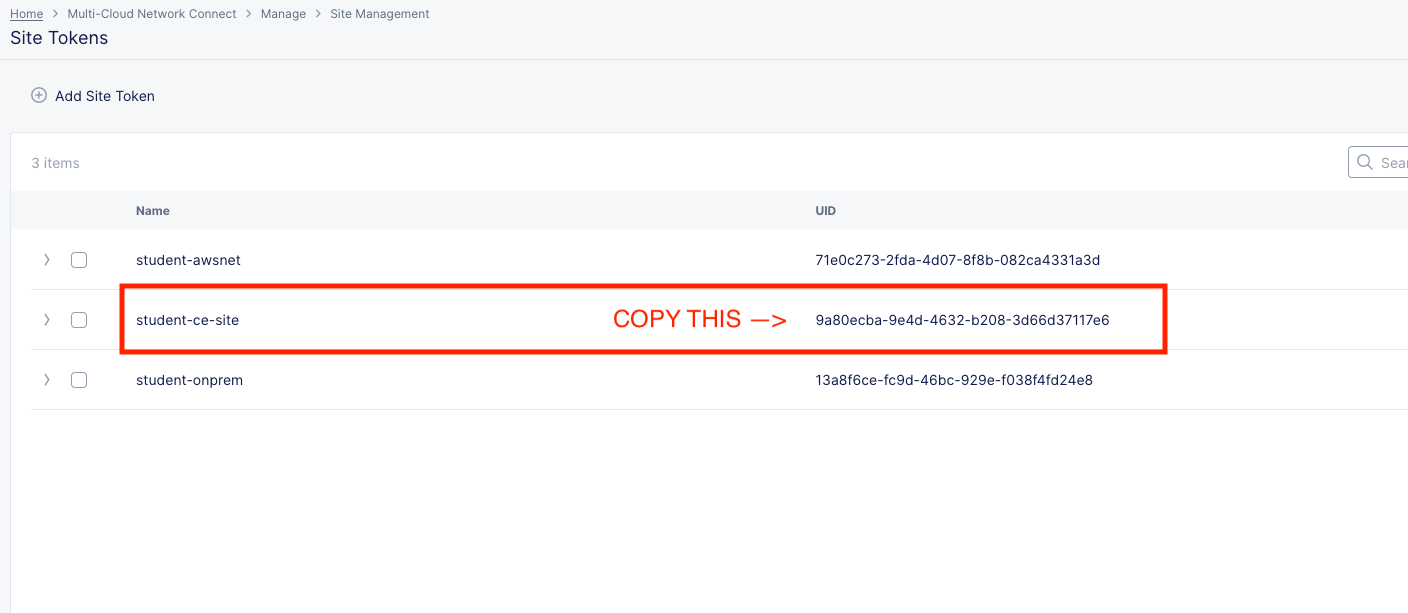 Home > Multi-Cloud Network Connect > Manage > Site Management
Site Tokens
Add Site Token
3 items
Sear
Name UID
student-awsnet 71e0c273-2fda-4d07-8f8b-082ca4331a3d
student-ce-site COPY THIS —> 9a80ecba-9e4d-4632-b208-3d66d37117e6
student-onprem 13a8f6ce-fc9d-46bc-929e-f038f4fd24e8